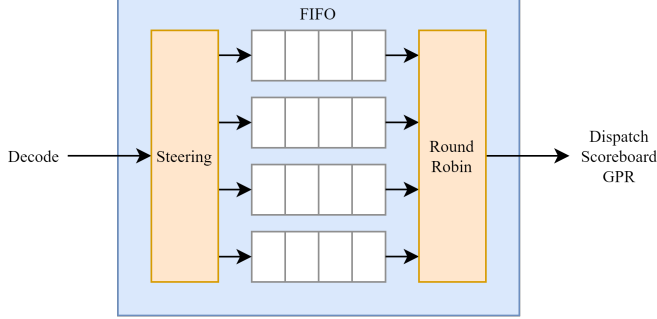 FIFO
Decode
Steering
Round
Robin
Dispatch
Scoreboard
GPR